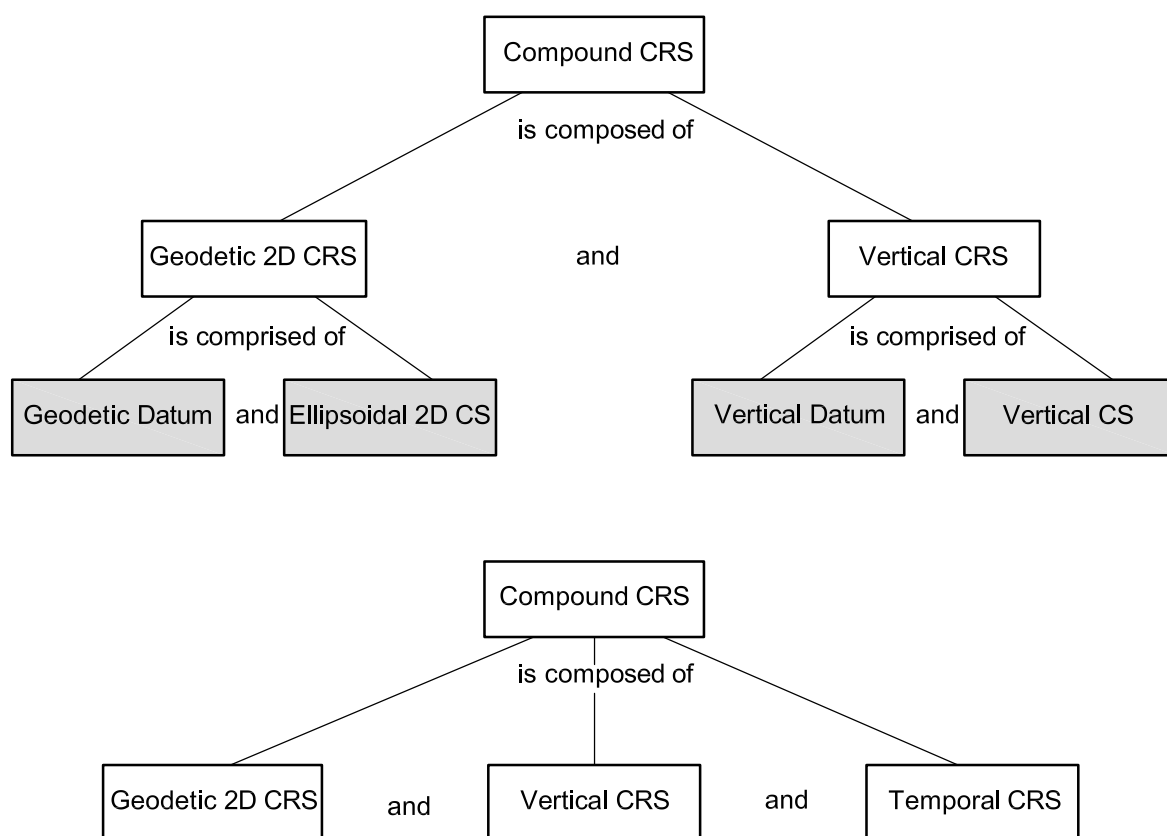 Compound CRS
is composed of
Geodetic 2D CRS
and
Vertical CRS
is comprised of
is comprised of
Geodetic Datum
and
Ellipsoidal 2D CS
Vertical Datum
and
Vertical CS
Compound CRS
is composed of
Geodetic 2D CRS
and
Vertical CRS
and
Temporal CRS